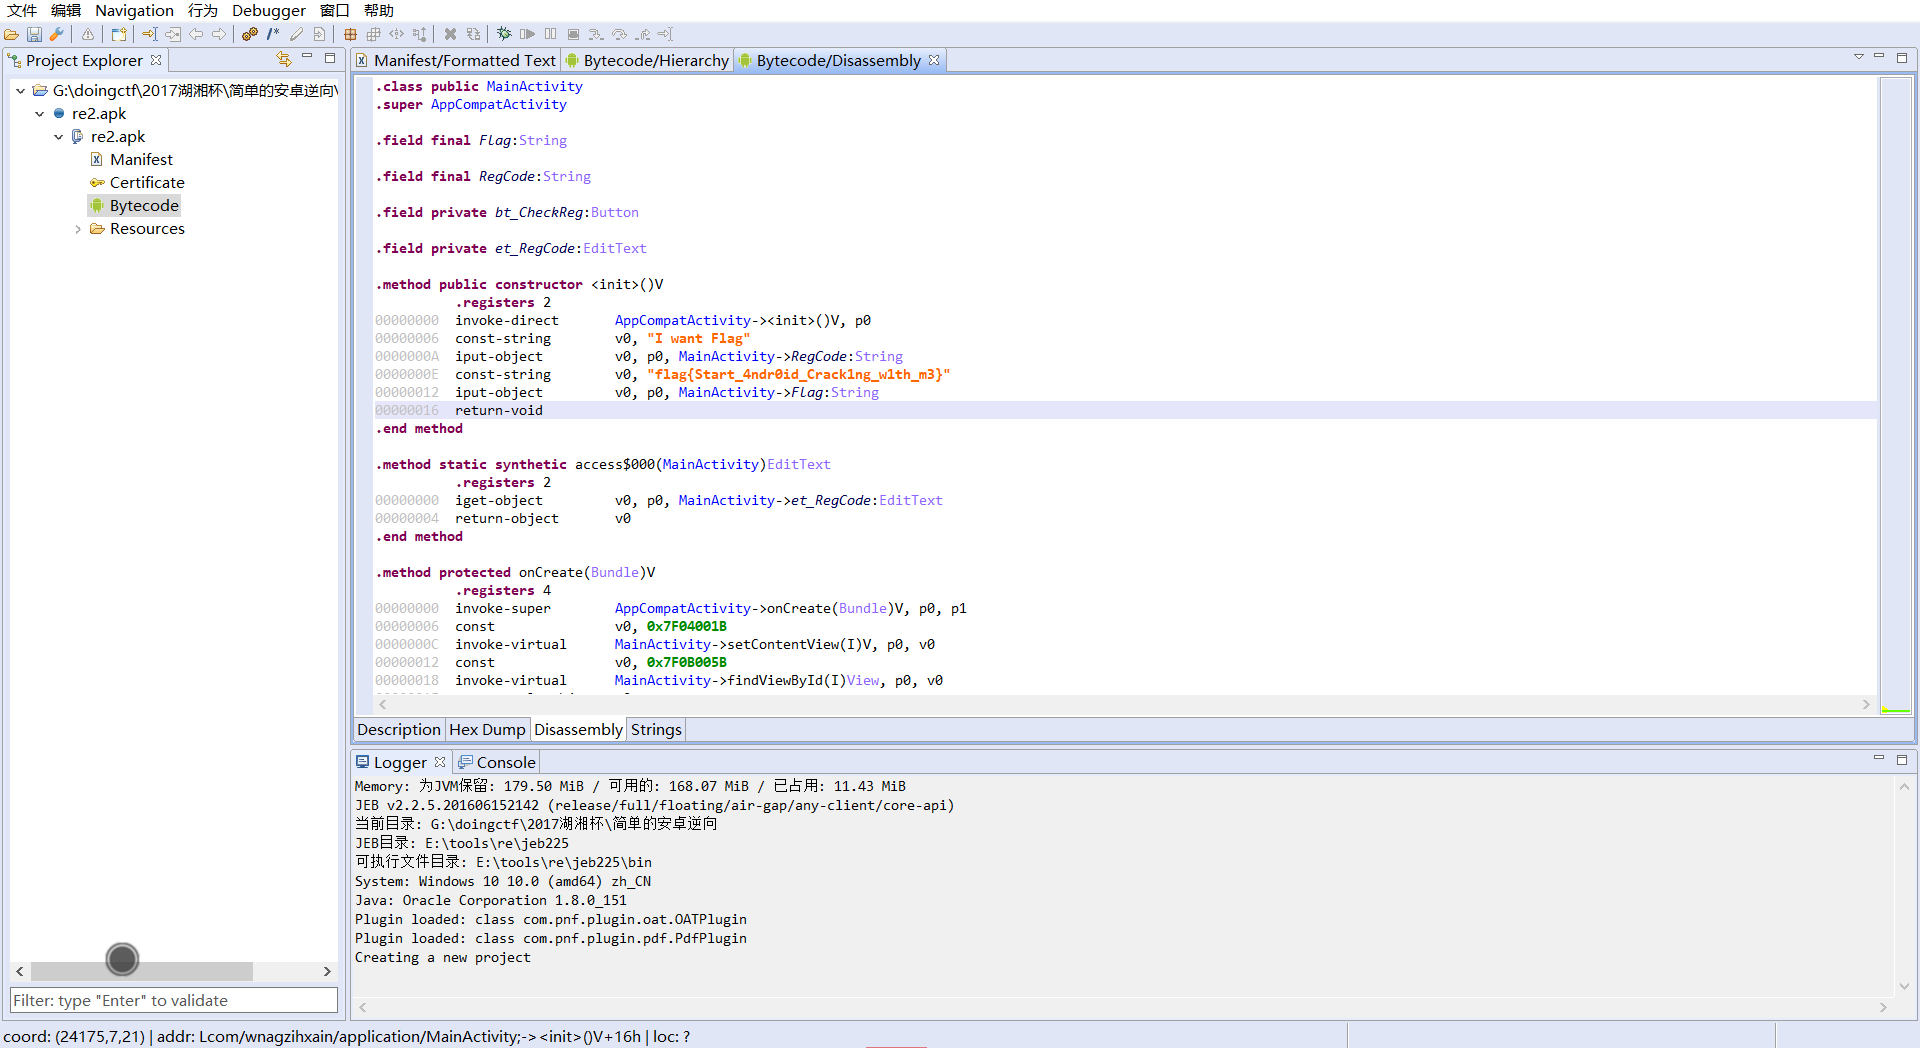 文件 编辑 Navigation 行为 Debugger 窗口 帮助
Project Explorer
G:\doingctf\2017湖湘杯\简单的安卓逆向\
re2.apk
re2.apk
Manifest
Certificate
Bytecode
Resources
Filter: type "Enter" to validate
Manifest/Formatted Text Bytecode/Hierarchy Bytecode/Disassembly
.class public MainActivity
.super AppCompatActivity
.field final Flag:String
.field final RegCode:String
.field private bt_CheckReg:Button
.field private et_RegCode:EditText
.method public constructor <init>()V
.registers 2
00000000 invoke-direct AppCompatActivity-><init>()V, p0
00000006 const-string v0, "I want Flag"
0000000A iput-object v0, p0, MainActivity->RegCode:String
0000000E const-string v0, "flag{Start_4ndr0id_Crack1ng_w1th_m3}"
00000012 iput-object v0, p0, MainActivity->Flag:String
00000016 return-void
.end method
.method static synthetic access$000(MainActivity)EditText
.registers 2
00000000 iget-object v0, p0, MainActivity->et_RegCode:EditText
00000004 return-object v0
.end method
.method protected onCreate(Bundle)V
.registers 4
00000000 invoke-super AppCompatActivity->onCreate(Bundle)V, p0, p1
00000006 const v0, 0x7F04001B
0000000C invoke-virtual MainActivity->setContentView(I)V, p0, v0
00000012 const v0, 0x7F0B005B
00000018 invoke-virtual MainActivity->findViewById(I)View, p0, v0
Description Hex Dump Disassembly Strings
Logger Console
Memory: 为JVM保留: 179.50 MiB / 可用的: 168.07 MiB / 已占用: 11.43 MiB
JEB v2.2.5.201606152142 (release/full/floating/air-gap/any-client/core-api)
当前目录: G:\doingctf\2017湖湘杯\简单的安卓逆向
JEB目录: E:\tools\re\jeb225
可执行文件目录: E:\tools\re\jeb225\bin
System: Windows 10 10.0 (amd64) zh_CN
Java: Oracle Corporation 1.8.0_151
Plugin loaded: class com.pnf.plugin.oat.OATPlugin
Plugin loaded: class com.pnf.plugin.pdf.PdfPlugin
Creating a new project
coord: (24175,7,21) | addr: Lcom/wnagzihxain/application/MainActivity;-><init>()V+16h | loc: ?